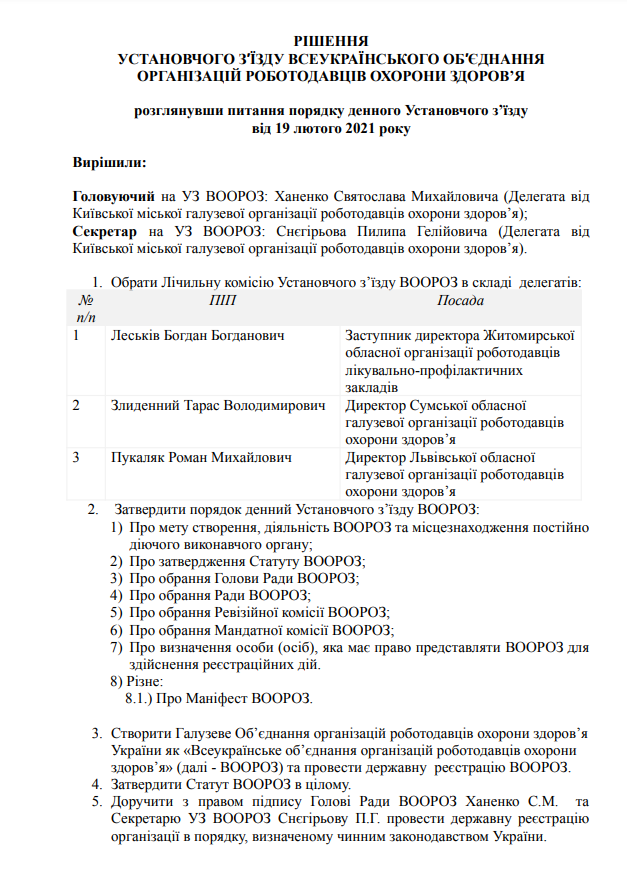 РІШЕННЯ
УСТАНОВЧОГО З’ЇЗДУ ВСЕУКРАЇНСЬКОГО ОБ’ЄДНАННЯ
ОРГАНІЗАЦІЙ РОБОТОДАВЦІВ ОХОРОНИ ЗДОРОВ’Я
розглянувши питання порядку денного Установчого з’їзду
від 19 лютого 2021 року
Вирішили:
Головуючий на УЗ ВООРОЗ: Ханенко Святослава Михайловича (Делегата від
Київської міської галузевої організації роботодавців охорони здоров’я);
Секретар на УЗ ВООРОЗ: Снєгірьова Пилипа Гелійовича (Делегата від
Київської міської галузевої організації роботодавців охорони здоров’я).
1. Обрати Лічильну комісію Установчого з’їзду ВООРОЗ в складі делегатів:
№ ПІП Посада
п/п
1 Леськів Богдан Богданович Заступник директора Житомирської
обласної організації роботодавців
лікувально-профілактичних
закладів
2 Злиденний Тарас Володимирович Директор Сумської обласної
галузевої організації роботодавців
охорони здоров’я
3 Пукаляк Роман Михайлович Директор Львівської обласної
галузевої організації роботодавців
охорони здоров’я
2. Затвердити порядок денний Установчого з’їзду ВООРОЗ:
1) Про мету створення, діяльність ВООРОЗ та місцезнаходження постійно
діючого виконавчого органу;
2) Про затвердження Статуту ВООРОЗ;
3) Про обрання Голови Ради ВООРОЗ;
4) Про обрання Ради ВООРОЗ;
5) Про обрання Ревізійної комісії ВООРОЗ;
6) Про обрання Мандатної комісії ВООРОЗ;
7) Про визначення особи (осіб), яка має право представляти ВООРОЗ для
здійснення реєстраційних дій.
8) Різне:
8.1.) Про Маніфест ВООРОЗ.
3. Створити Галузеве Об’єднання організацій роботодавців охорони здоров’я
України як «Всеукраїнське об’єднання організацій роботодавців охорони
здоров’я» (далі - ВООРОЗ) та провести державну реєстрацію ВООРОЗ.
4. Затвердити Статут ВООРОЗ в цілому.
5. Доручити з правом підпису Голові Ради ВООРОЗ Ханенко С.М. та
Секретарю УЗ ВООРОЗ Снєгірьову П.Г. провести державну реєстрацію
організації в порядку, визначеному чинним законодавством України.